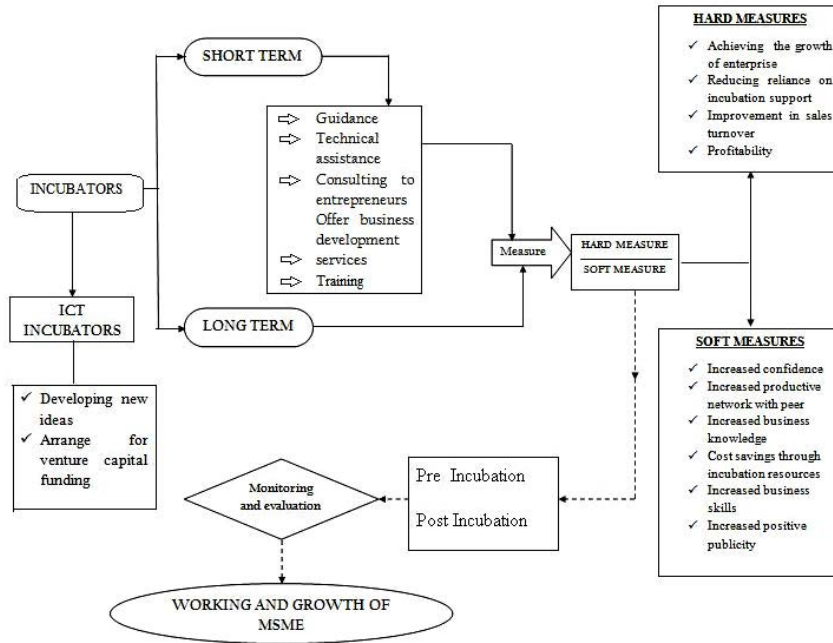 INCUBATORS
ICT
INCUBATORS
✓ Developing new
ideas
✓ Arrange for
venture capital
funding
SHORT TERM
⇨ Guidance
⇨ Technical
assistance
⇨ Consulting to
entrepreneurs
Offer business
development
⇨ services
⇨ Training
LONG TERM
Measure
HARD MEASURE
SOFT MEASURE
HARD MEASURES
✓ Achieving the growth
of enterprise
✓ Reducing reliance on
incubation support
✓ Improvement in sales
turnover
✓ Profitability
SOFT MEASURES
✓ Increased confidence
✓ Increased productive
network with peer
✓ Increased business
knowledge
✓ Cost savings through
incubation resources
✓ Increased business
skills
✓ Increased positive
publicity
Pre Incubation
Post Incubation
Monitoring
and evaluation
WORKING AND GROWTH OF
MSME